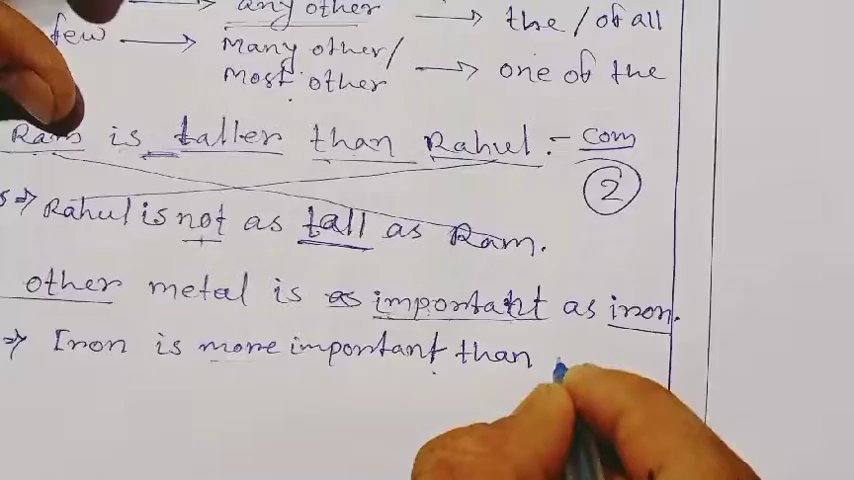 any other → the / of all
few → Many other/
Most other → one of the
Ram is taller than Rahul. - com
2
s ⇒ Rahul is not as tall as Ram.
other metal is as important as iron.
⇒ Iron is more important than